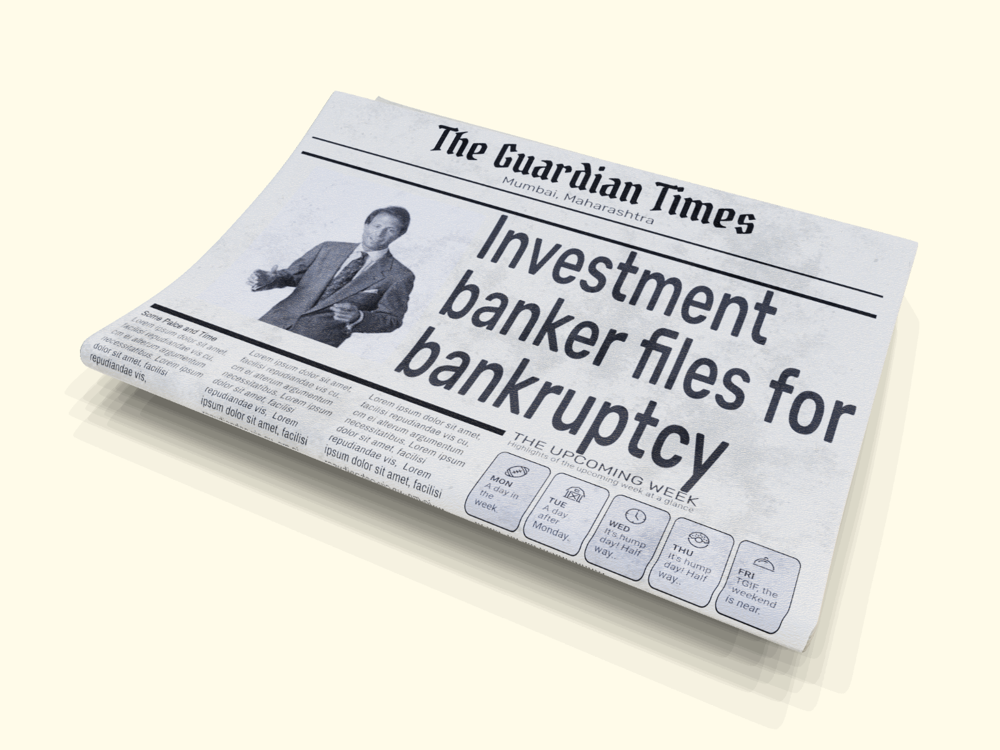 The Guardian Times
Mumbai, Maharashtra
Investment
banker files for
bankruptcy
Some Palce and Time
Lorem ipsum dolor sit amet,
facilisi repudiandae vis cu,
cm ei alterum argumentum
necessitatibus. Lorem ipsum
dolor sit amet, facilisi
repudiandae vis,
Lorem ipsum dolor sit amet,
facilisi repudiandae vis cu,
cm ei alterum argumentum
necessitatibus. Lorem ipsum
dolor sit amet, facilisi
repudiandae vis, Lorem
ipsum dolor sit amet, facilisi
Lorem ipsum dolor sit amet,
facilisi repudiandae vis cu,
cm ei alterum argumentum
necessitatibus. Lorem ipsum
dolor sit amet, facilisi
repudiandae vis, Lorem
ipsum dolor sit amet, facilisi
THE UPCOMING WEEK
Highlights of the upcoming week at a glance
MON
A day in
the
week.
TUE
A day
after
Monday.
WED
It's hump
day! Half
way..
THU
It's hump
day! Half
way..
FRI
TGIF, the
weekend
is near.